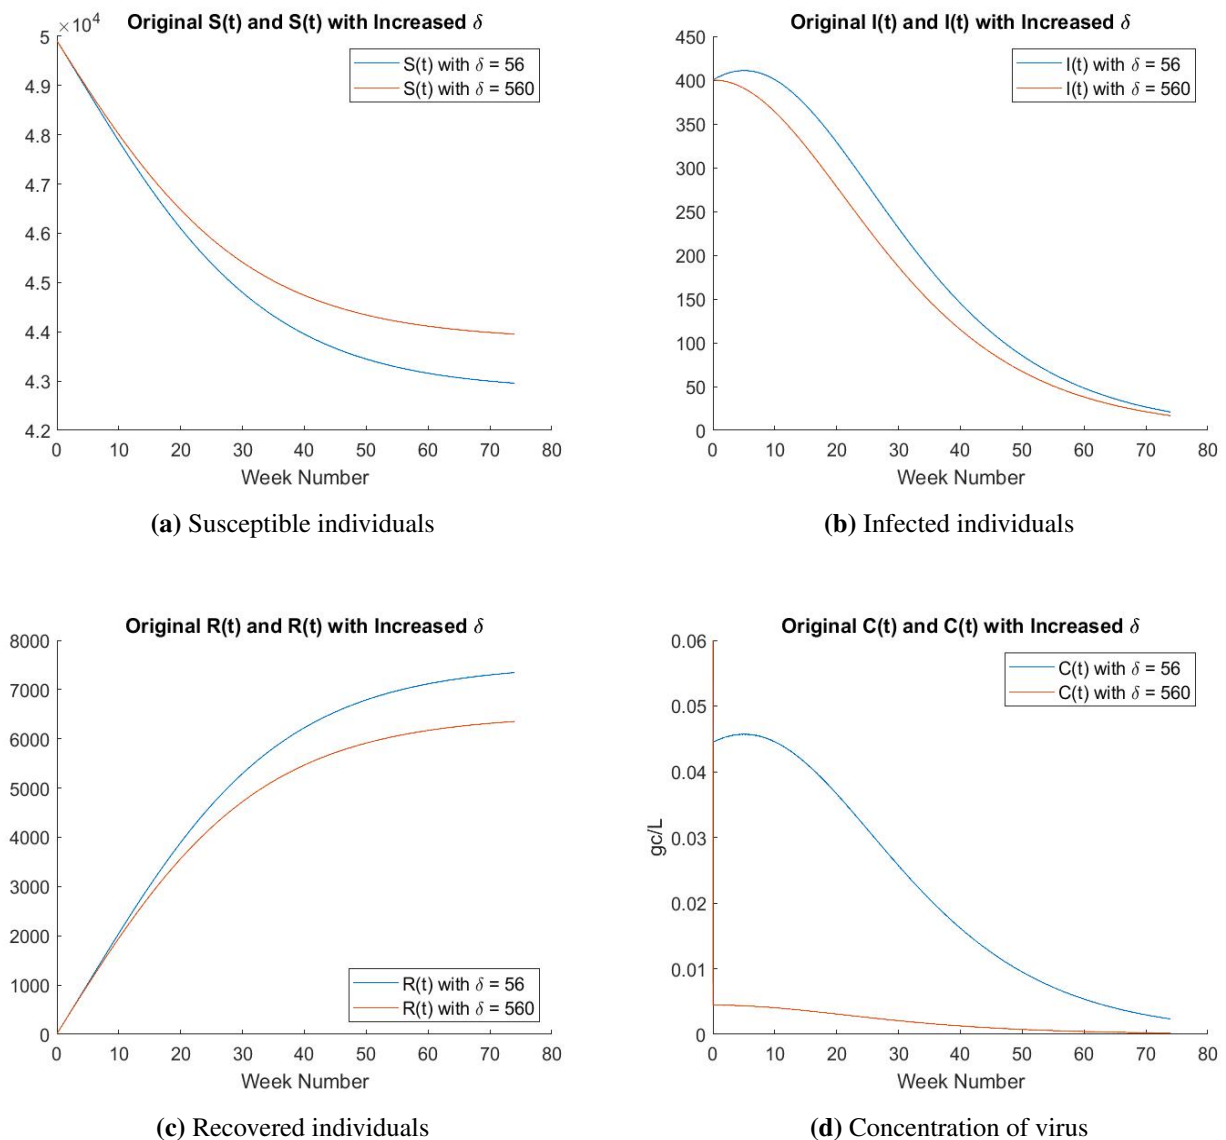 Original S(t) and S(t) with Increased δ
×10⁴
5
4.9
4.8
4.7
4.6
4.5
4.4
4.3
4.2
S(t) with δ = 56
S(t) with δ = 560
0 10 20 30 40 50 60 70 80
Week Number
(a) Susceptible individuals
Original I(t) and I(t) with Increased δ
450
400
350
300
250
200
150
100
50
0
I(t) with δ = 56
I(t) with δ = 560
0 10 20 30 40 50 60 70 80
Week Number
(b) Infected individuals
Original R(t) and R(t) with Increased δ
8000
7000
6000
5000
4000
3000
2000
1000
0
R(t) with δ = 56
R(t) with δ = 560
0 10 20 30 40 50 60 70 80
Week Number
(c) Recovered individuals
Original C(t) and C(t) with Increased δ
0.06
0.05
0.04
0.03
0.02
0.01
0
gc/L
C(t) with δ = 56
C(t) with δ = 560
0 10 20 30 40 50 60 70 80
Week Number
(d) Concentration of virus